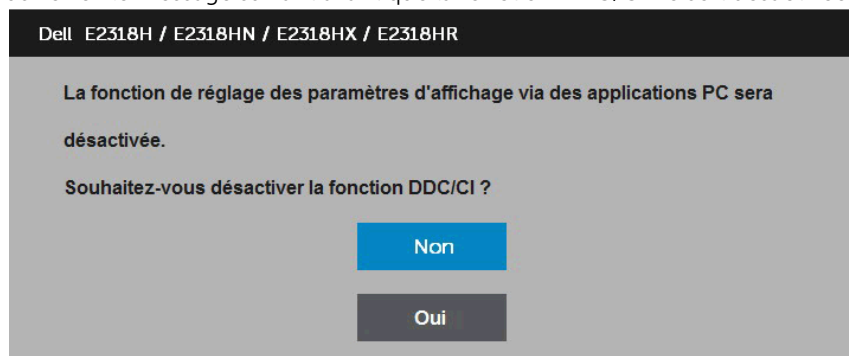 Dell E2318H / E2318HN / E2318HX / E2318HR
La fonction de réglage des paramètres d'affichage via des applications PC sera
désactivée.
Souhaitez-vous désactiver la fonction DDC/CI ?
Non
Oui